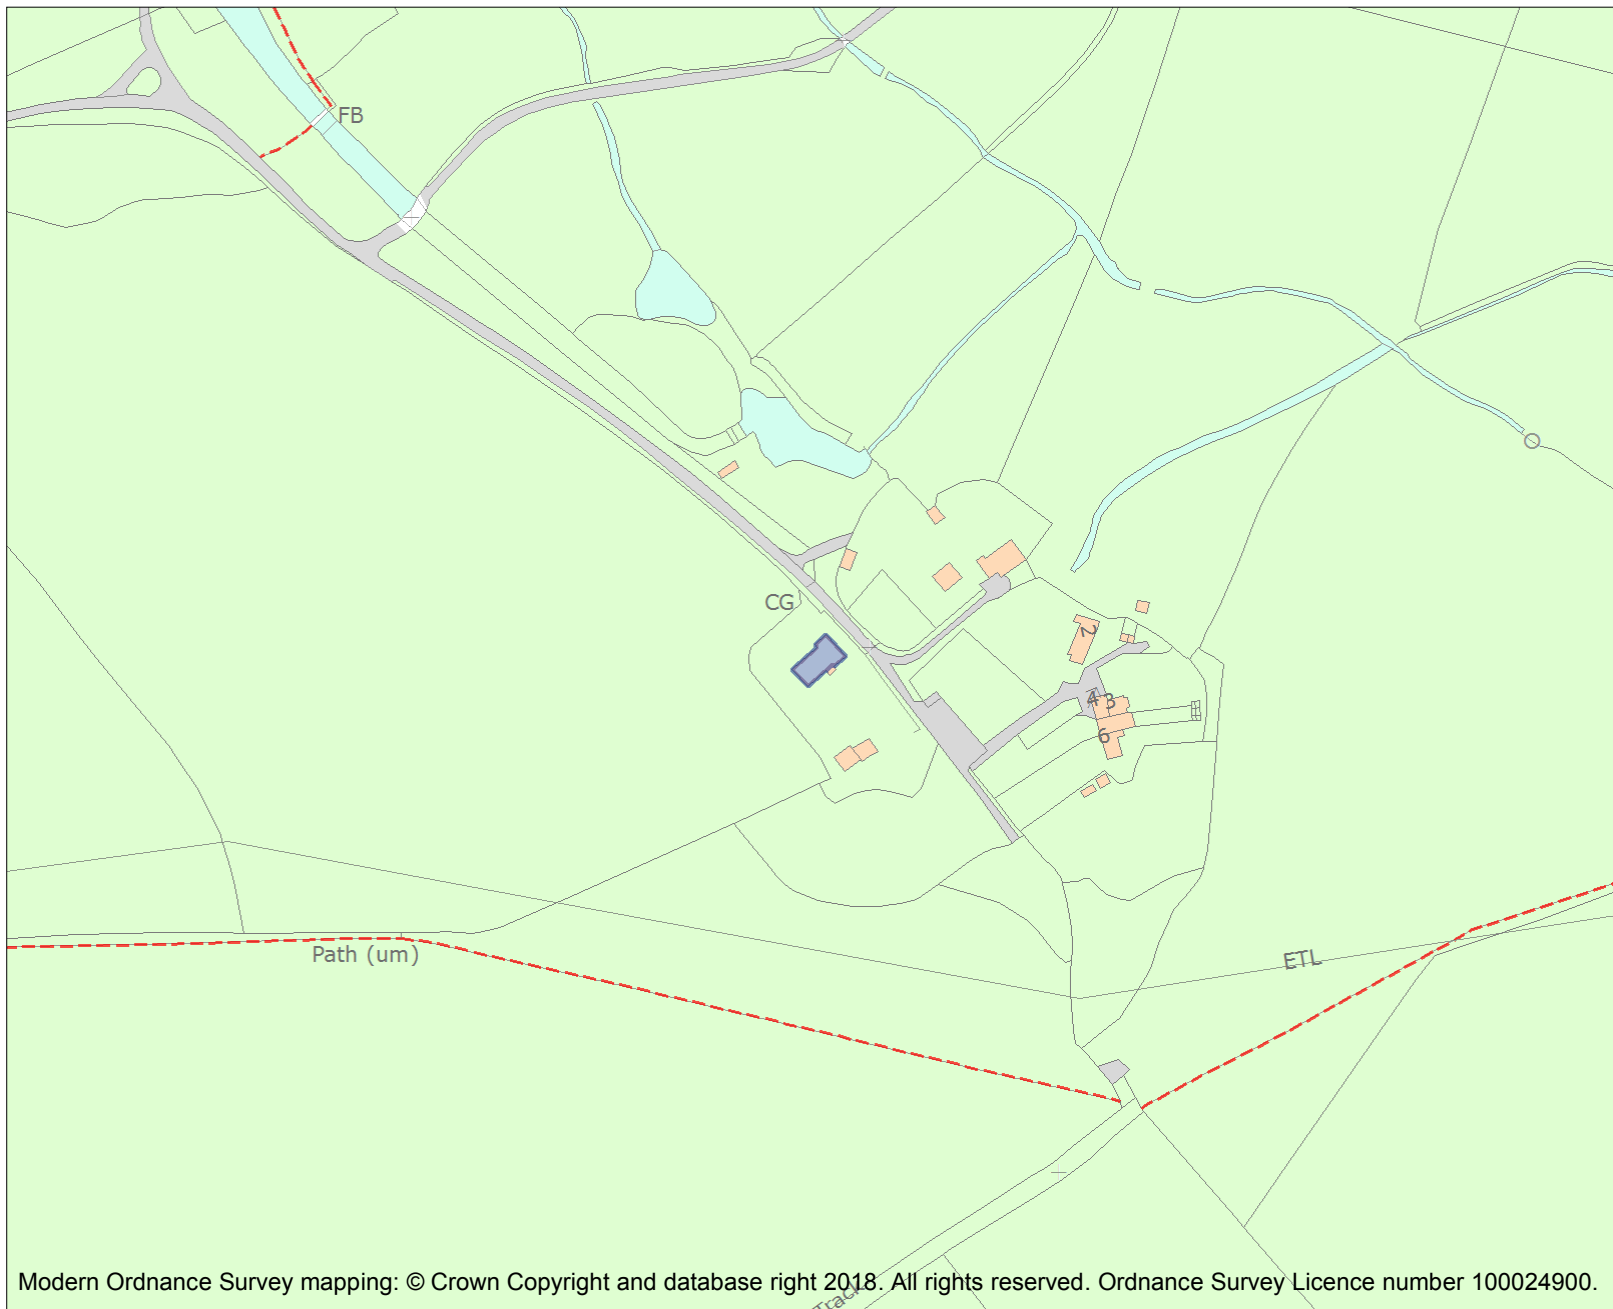 FB
CG
2
4
3
6
Path (um)
ETL
Track
Modern Ordnance Survey mapping: © Crown Copyright and database right 2018. All rights reserved. Ordnance Survey Licence number 100024900.